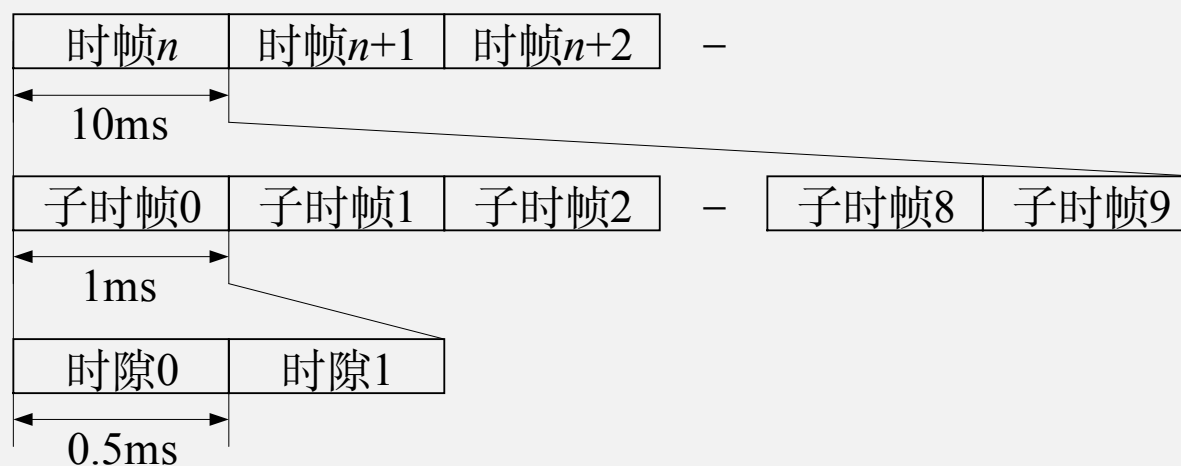 时帧n 时帧n+1 时帧n+2 –
10ms
子时帧0 子时帧1 子时帧2 – 子时帧8 子时帧9
1ms
时隙0 时隙1
0.5ms